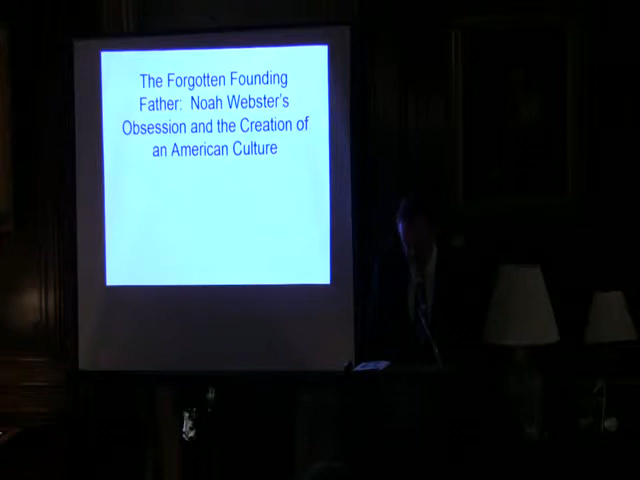 The Forgotten Founding
Father: Noah Webster's
Obsession and the Creation of
an American Culture